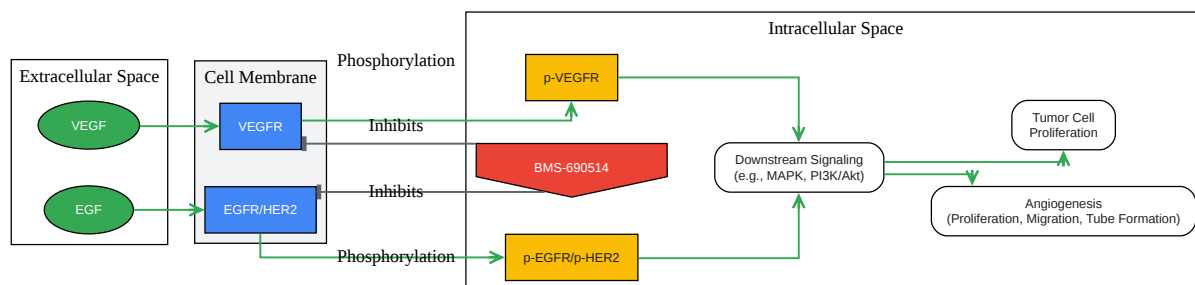 Intracellular Space
Phosphorylation
Extracellular Space
Cell Membrane
p-VEGFR
VEGF
VEGFR
Inhibits
Tumor Cell
Proliferation
BMS-690514
Downstream Signaling
(e.g., MAPK, PI3K/Akt)
Inhibits
EGF
EGFR/HER2
Angiogenesis
(Proliferation, Migration, Tube Formation)
Phosphorylation
p-EGFR/p-HER2